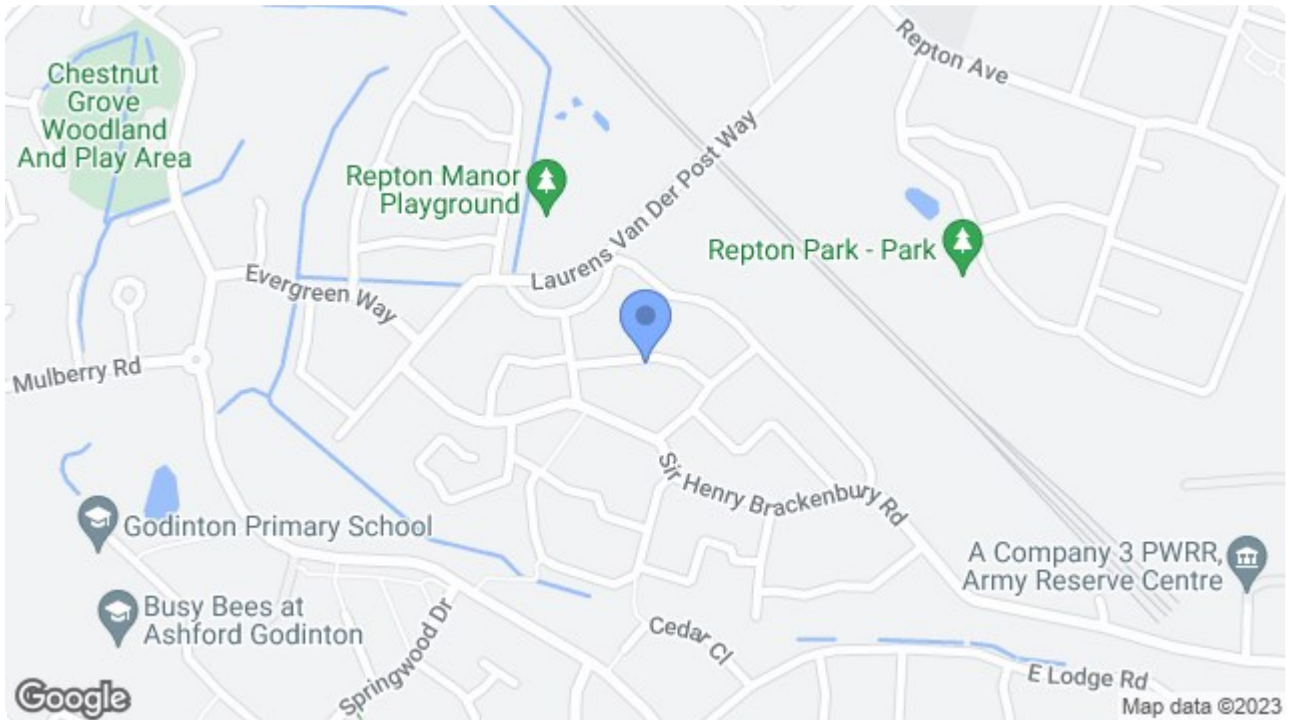 Repton Ave
Chestnut
Grove
Woodland
And Play Area
Laurens Van Der Post Way
Repton Manor
Playground
Repton Park - Park
Evergreen Way
Mulberry Rd
Sir Henry Brackenbury Rd
Godinton Primary School
A Company 3 PWRR,
Army Reserve Centre
Busy Bees at
Ashford Godinton
Springwood Dr
Cedar Cl
E Lodge Rd
Google
Map data ©2023